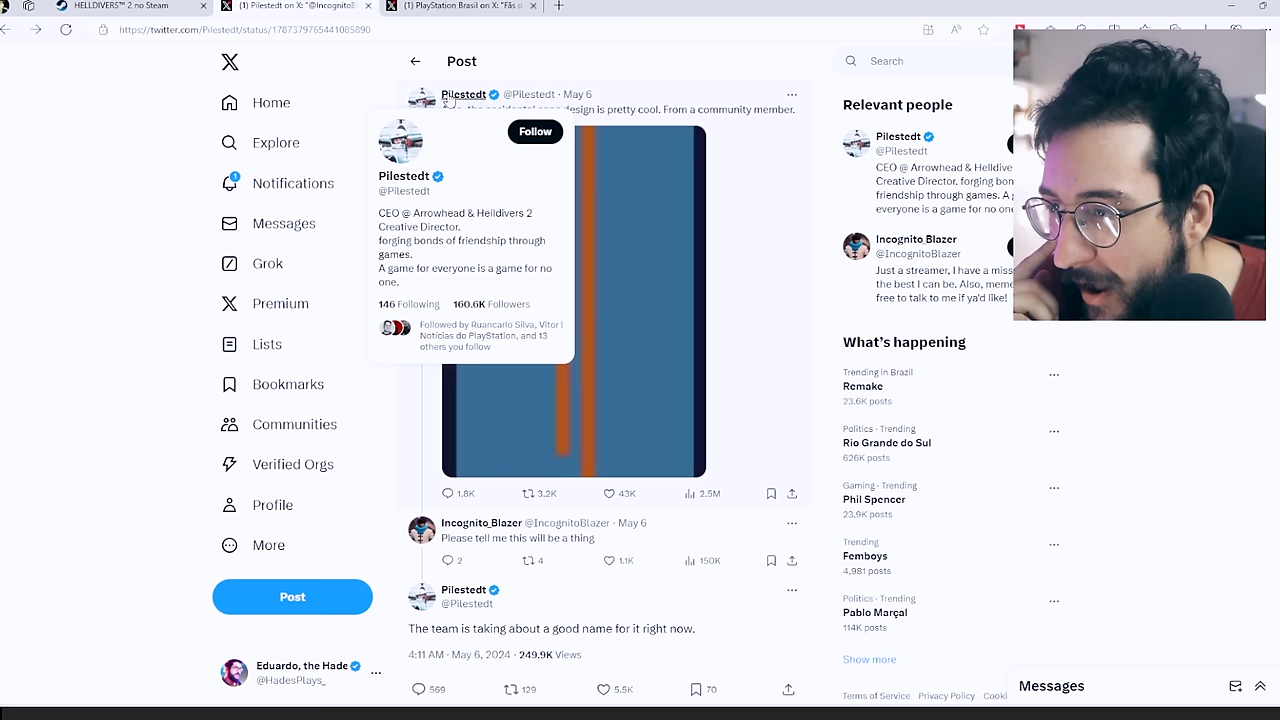 HELLDIVERS™ 2 no Steam
(1) Pilestedt on X: "@IncognitoB
(1) PlayStation Brasil on X: "Fãs d
https://twitter.com/Pilestedt/status/1787379765441085890
Home
Explore
1
Notifications
Messages
Grok
Premium
Lists
Bookmarks
Communities
Verified Orgs
Profile
More
Post
Eduardo, the Hade
@HadesPlays_
Post
Pilestedt @Pilestedt · May 6
design is pretty cool. From a community member.
Follow
Pilestedt
@Pilestedt
CEO @ Arrowhead & Helldivers 2
Creative Director.
forging bonds of friendship through
games.
A game for everyone is a game for no
one.
146 Following 160.6K Followers
Followed by Ruancarlo Silva, Vitor |
Notícias do PlayStation, and 13
others you follow
1.8K 3.2K 43K 2.5M
Incognito_Blazer @IncognitoBlazer · May 6
Please tell me this will be a thing
2 4 1.1K 150K
Pilestedt
@Pilestedt
The team is taking about a good name for it right now.
4:11 AM · May 6, 2024 · 249.9K Views
569 129 5.5K 70
Search
Relevant people
Pilestedt
@Pilestedt
CEO @ Arrowhead & Helldivers
Creative Director. forging bon
friendship through games. A g
everyone is a game for no one
Incognito_Blazer
@IncognitoBlazer
Just a streamer, I have a miss
the best I can be. Also, meme
free to talk to me if ya'd like!
What's happening
Trending in Brazil
Remake
23.6K posts
Politics · Trending
Rio Grande do Sul
626K posts
Gaming · Trending
Phil Spencer
23.9K posts
Trending
Femboys
4,981 posts
Politics · Trending
Pablo Marçal
114K posts
Show more
Terms of Service Privacy Policy Cooki
Messages